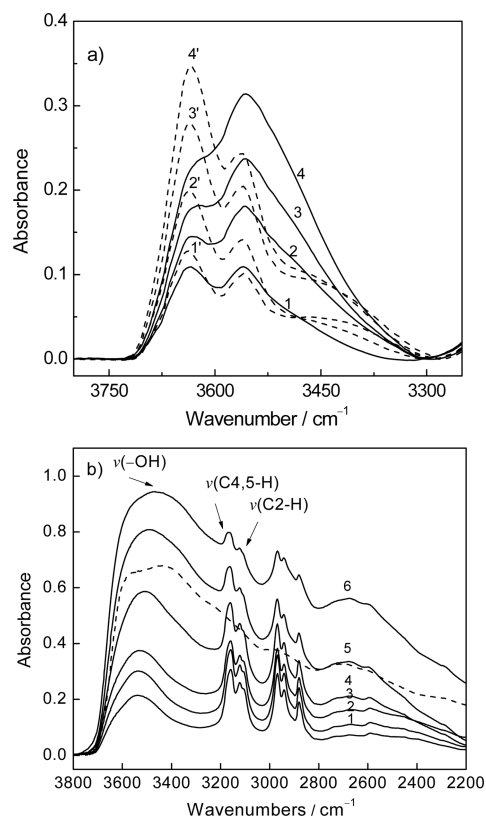 a)
0.4
0.3
0.2
0.1
0.0
Absorbance
4'
3'
2'
1'
4
3
2
1
3750 3600 3450 3300
Wavenumber / cm⁻¹
b)
1.0
0.8
0.6
0.4
0.2
0.0
Absorbance
ν(–OH)
ν(C4,5-H)
ν(C2-H)
6
5
4
3
2
1
3800 3600 3400 3200 3000 2800 2600 2400 2200
Wavenumbers / cm⁻¹